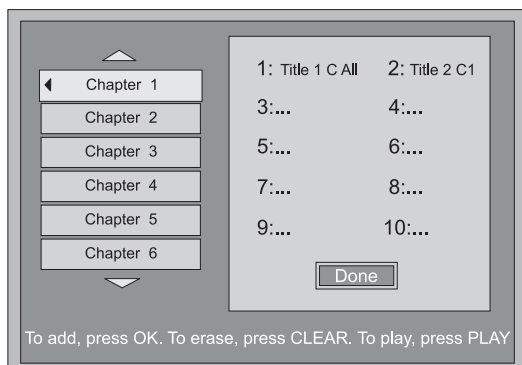 Chapter 1
Chapter 2
Chapter 3
Chapter 4
Chapter 5
Chapter 6
1: Title 1 C All 2: Title 2 C1
3:... 4:...
5:... 6:...
7:... 8:...
9:... 10:...
Done
To add, press OK. To erase, press CLEAR. To play, press PLAY